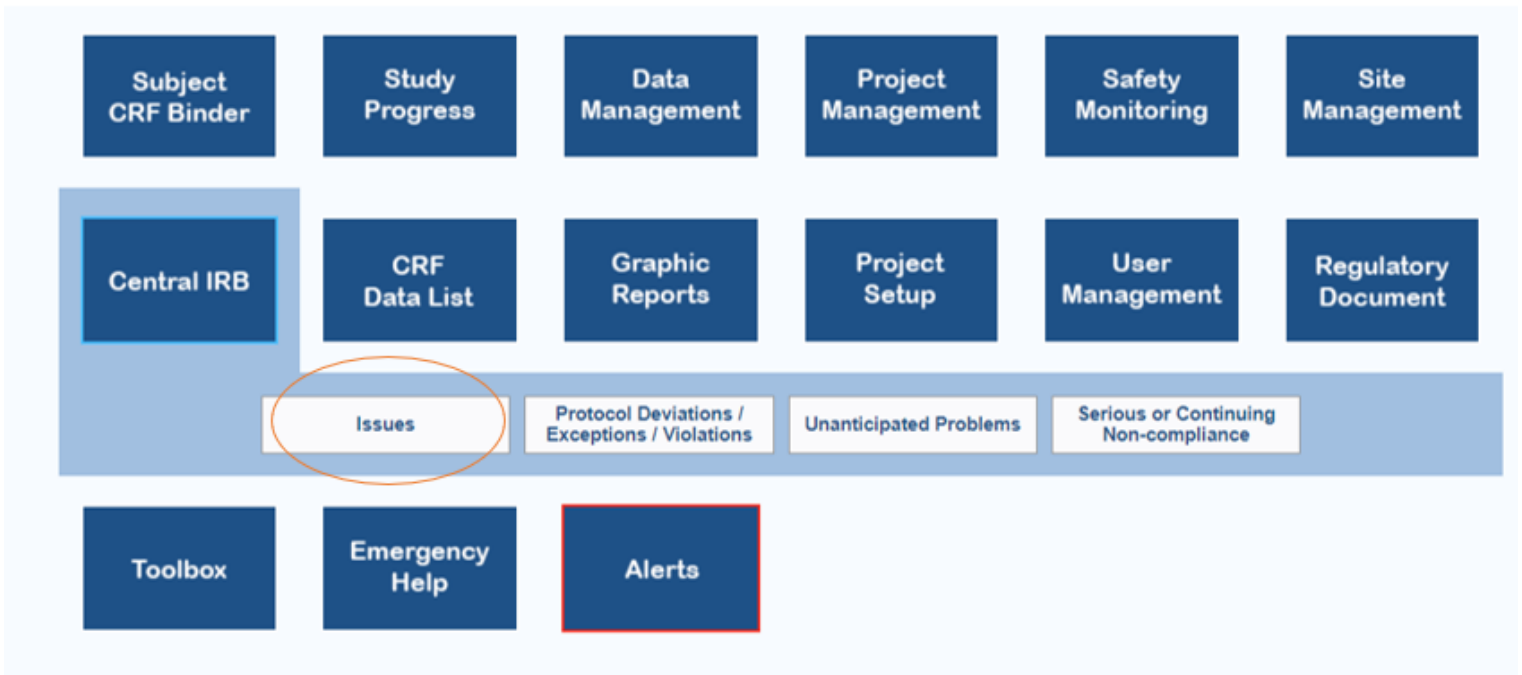 Subject
CRF Binder
Study
Progress
Data
Management
Project
Management
Safety
Monitoring
Site
Management
Central IRB
CRF
Data List
Graphic
Reports
Project
Setup
User
Management
Regulatory
Document
Issues
Protocol Deviations /
Exceptions / Violations
Unanticipated Problems
Serious or Continuing
Non-compliance
Toolbox
Emergency
Help
Alerts